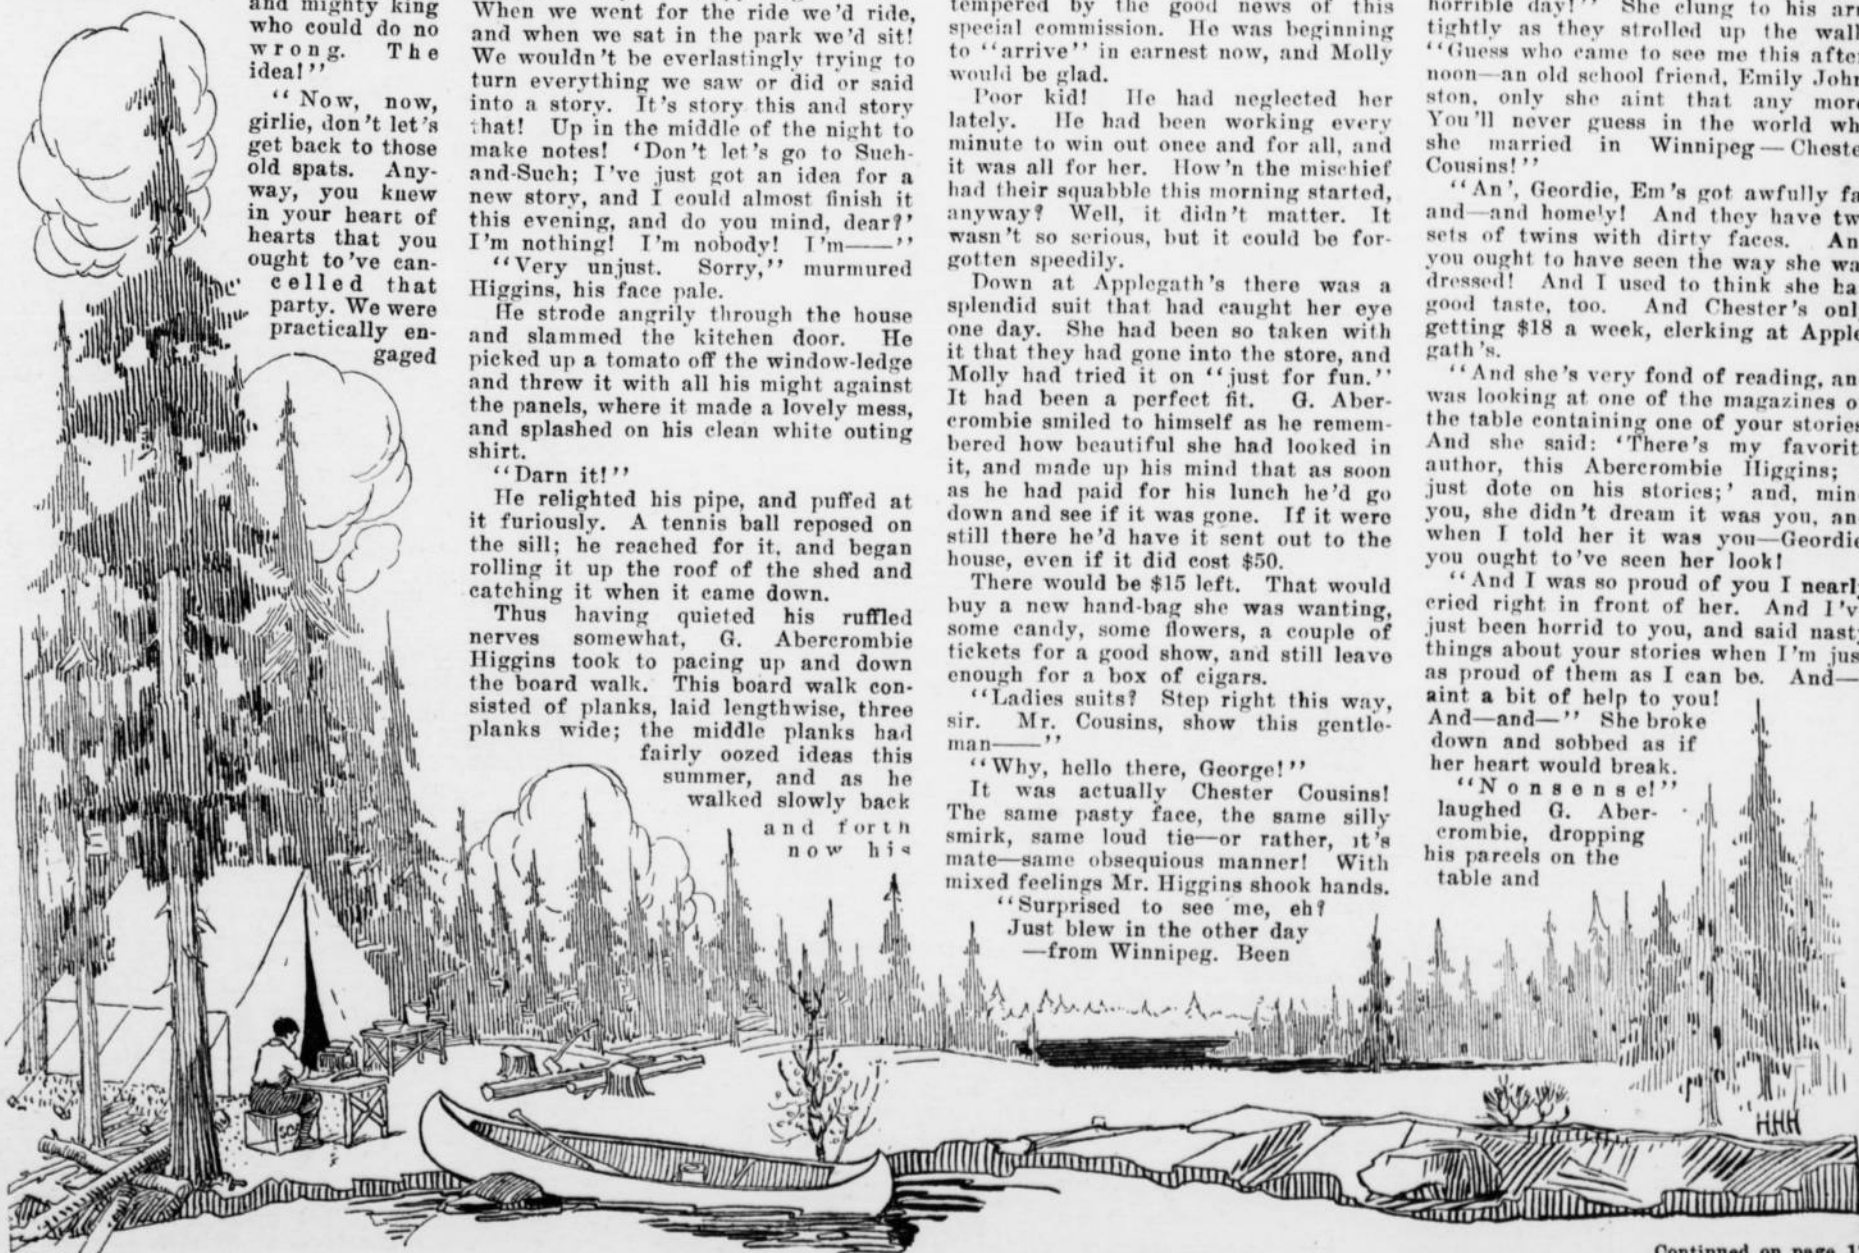 and mighty king
who could do no
wrong. The
idea!"
"Now, now,
girlie, don't let's
get back to those
old spats. Any-
way, you knew
in your heart of
hearts that you
ought to've can-
celled that
party. We were
practically en-
gaged
When we went for the ride we'd ride,
and when we sat in the park we'd sit!
We wouldn't be everlastingly trying to
turn everything we saw or did or said
into a story. It's story this and story
that! Up in the middle of the night to
make notes! 'Don't let's go to Such-
and-Such; I've just got an idea for a
new story, and I could almost finish it
this evening, and do you mind, dear?'
I'm nothing! I'm nobody! I'm——"
"Very unjust. Sorry," murmured
Higgins, his face pale.
He strode angrily through the house
and slammed the kitchen door. He
picked up a tomato off the window-ledge
and threw it with all his might against
the panels, where it made a lovely mess,
and splashed on his clean white outing
shirt.
"Darn it!"
He relighted his pipe, and puffed at
it furiously. A tennis ball reposed on
the sill; he reached for it, and began
rolling it up the roof of the shed and
catching it when it came down.
Thus having quieted his ruffled
nerves somewhat, G. Abercrombie
Higgins took to pacing up and down
the board walk. This board walk con-
sisted of planks, laid lengthwise, three
planks wide; the middle planks had
fairly oozed ideas this
summer, and as he
walked slowly back
and forth
now his
tempered by the good news of this
special commission. He was beginning
to "arrive" in earnest now, and Molly
would be glad.
Poor kid! He had neglected her
lately. He had been working every
minute to win out once and for all, and
it was all for her. How'n the mischief
had their squabble this morning started,
anyway? Well, it didn't matter. It
wasn't so serious, but it could be for-
gotten speedily.
Down at Applegath's there was a
splendid suit that had caught her eye
one day. She had been so taken with
it that they had gone into the store, and
Molly had tried it on "just for fun."
It had been a perfect fit. G. Aber-
crombie smiled to himself as he remem-
bered how beautiful she had looked in
it, and made up his mind that as soon
as he had paid for his lunch he'd go
down and see if it was gone. If it were
still there he'd have it sent out to the
house, even if it did cost $50.
There would be $15 left. That would
buy a new hand-bag she was wanting,
some candy, some flowers, a couple of
tickets for a good show, and still leave
enough for a box of cigars.
"Ladies suits? Step right this way,
sir. Mr. Cousins, show this gentle-
man——"
"Why, hello there, George!"
It was actually Chester Cousins!
The same pasty face, the same silly
smirk, same loud tie—or rather, it's
mate—same obsequious manner! With
mixed feelings Mr. Higgins shook hands.
"Surprised to see me, eh?
Just blew in the other day
—from Winnipeg. Been
horrible day!" She clung to his arm
tightly as they strolled up the wall
"Guess who came to see me this after
noon—an old school friend, Emily John
ston, only she aint that any more
You'll never guess in the world wh
she married in Winnipeg—Cheste
Cousins!"
"An', Geordie, Em's got awfully fa
and—and homely! And they have tw
sets of twins with dirty faces. An
you ought to have seen the way she wa
dressed! And I used to think she ha
good taste, too. And Chester's onl
getting $18 a week, clerking at Apple
gath's.
"And she's very fond of reading, an
was looking at one of the magazines o
the table containing one of your stories
And she said: 'There's my favorit
author, this Abercrombie Higgins;
just dote on his stories;' and, min
you, she didn't dream it was you, an
when I told her it was you—Geordie
you ought to've seen her look!
"And I was so proud of you I nearl
cried right in front of her. And I'v
just been horrid to you, and said nast
things about your stories when I'm jus
as proud of them as I can be. And—
aint a bit of help to you!
And—and—" She broke
down and sobbed as if
her heart would break.
"Nonsense!"
laughed G. Aber-
crombie, dropping
his parcels on the
table and
SOA
HHH
Continued on page 1